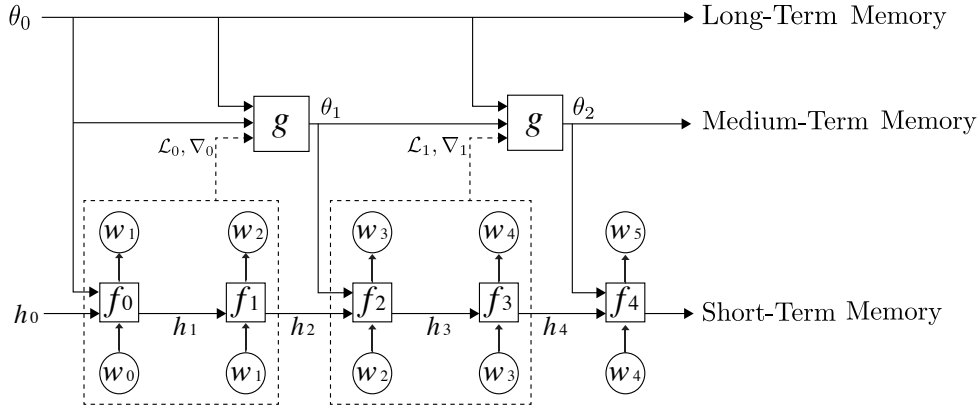 θ₀ Long-Term Memory
g θ₁ g θ₂ Medium-Term Memory
ℒ₀, ∇₀ ℒ₁, ∇₁
w₁ w₂ w₃ w₄ w₅
h₀ f₀ h₁ f₁ h₂ f₂ h₃ f₃ h₄ f₄ Short-Term Memory
w₀ w₁ w₂ w₃ w₄